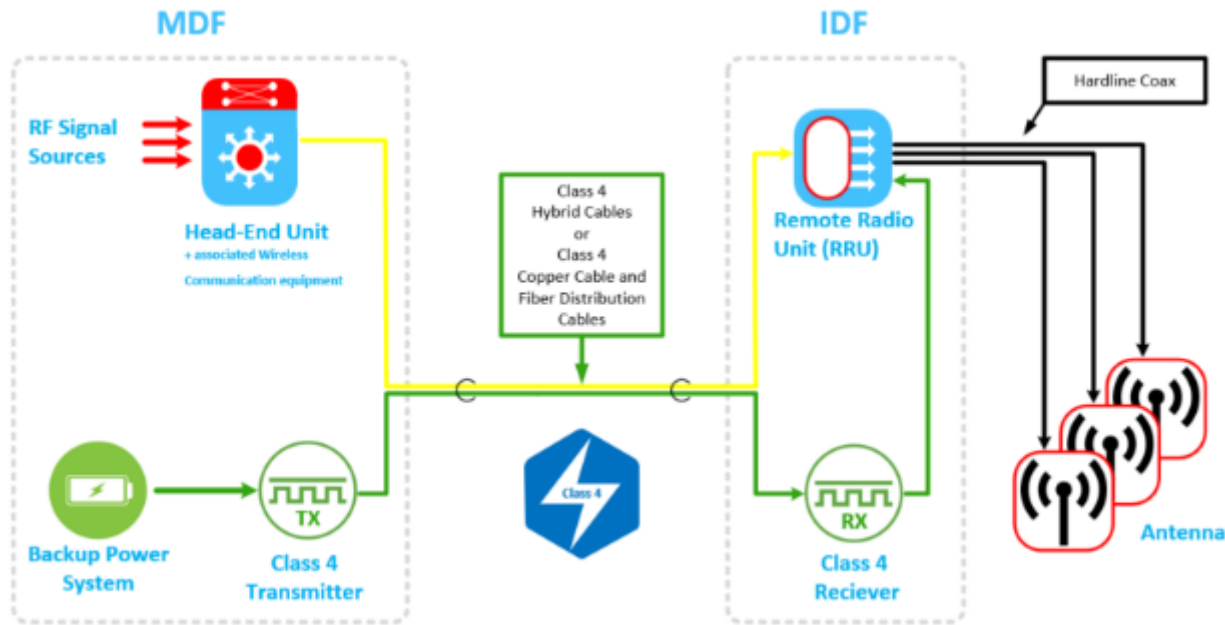 MDF
IDF
RF Signal
Sources
Head-End Unit
+ associated Wireless
Communication equipment
Class 4
Hybrid Cables
or
Class 4
Copper Cable and
Fiber Distribution
Cables
Remote Radio
Unit (RRU)
Hardline Coax
Backup Power
System
TX
Class 4
Transmitter
Class 4
RX
Class 4
Reciever
Antenna